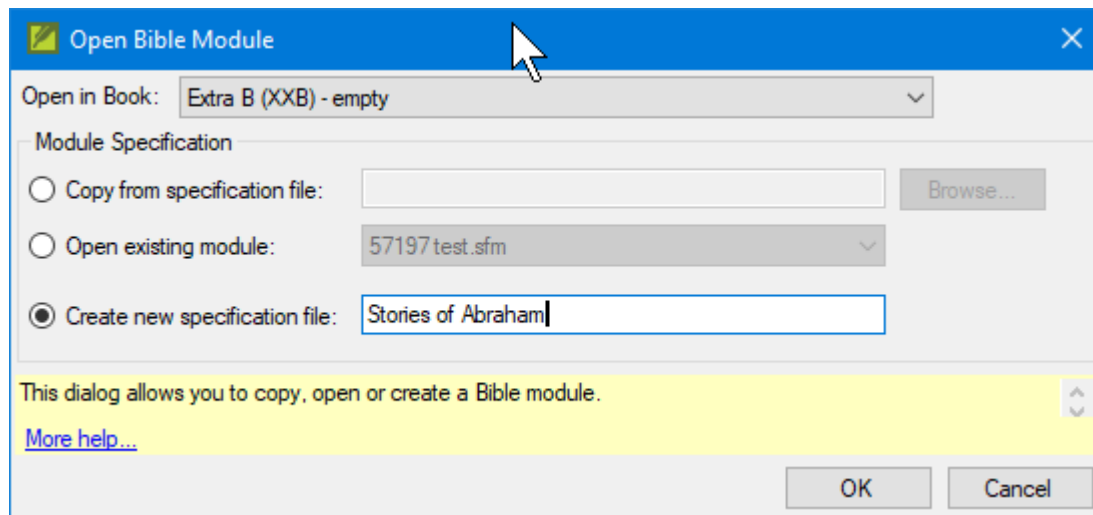 Open Bible Module
Open in Book: Extra B (XXB) - empty
Module Specification
Copy from specification file: Browse...
Open existing module: 57197 test.sfm
Create new specification file: Stories of Abraham
This dialog allows you to copy, open or create a Bible module.
More help...
OK Cancel